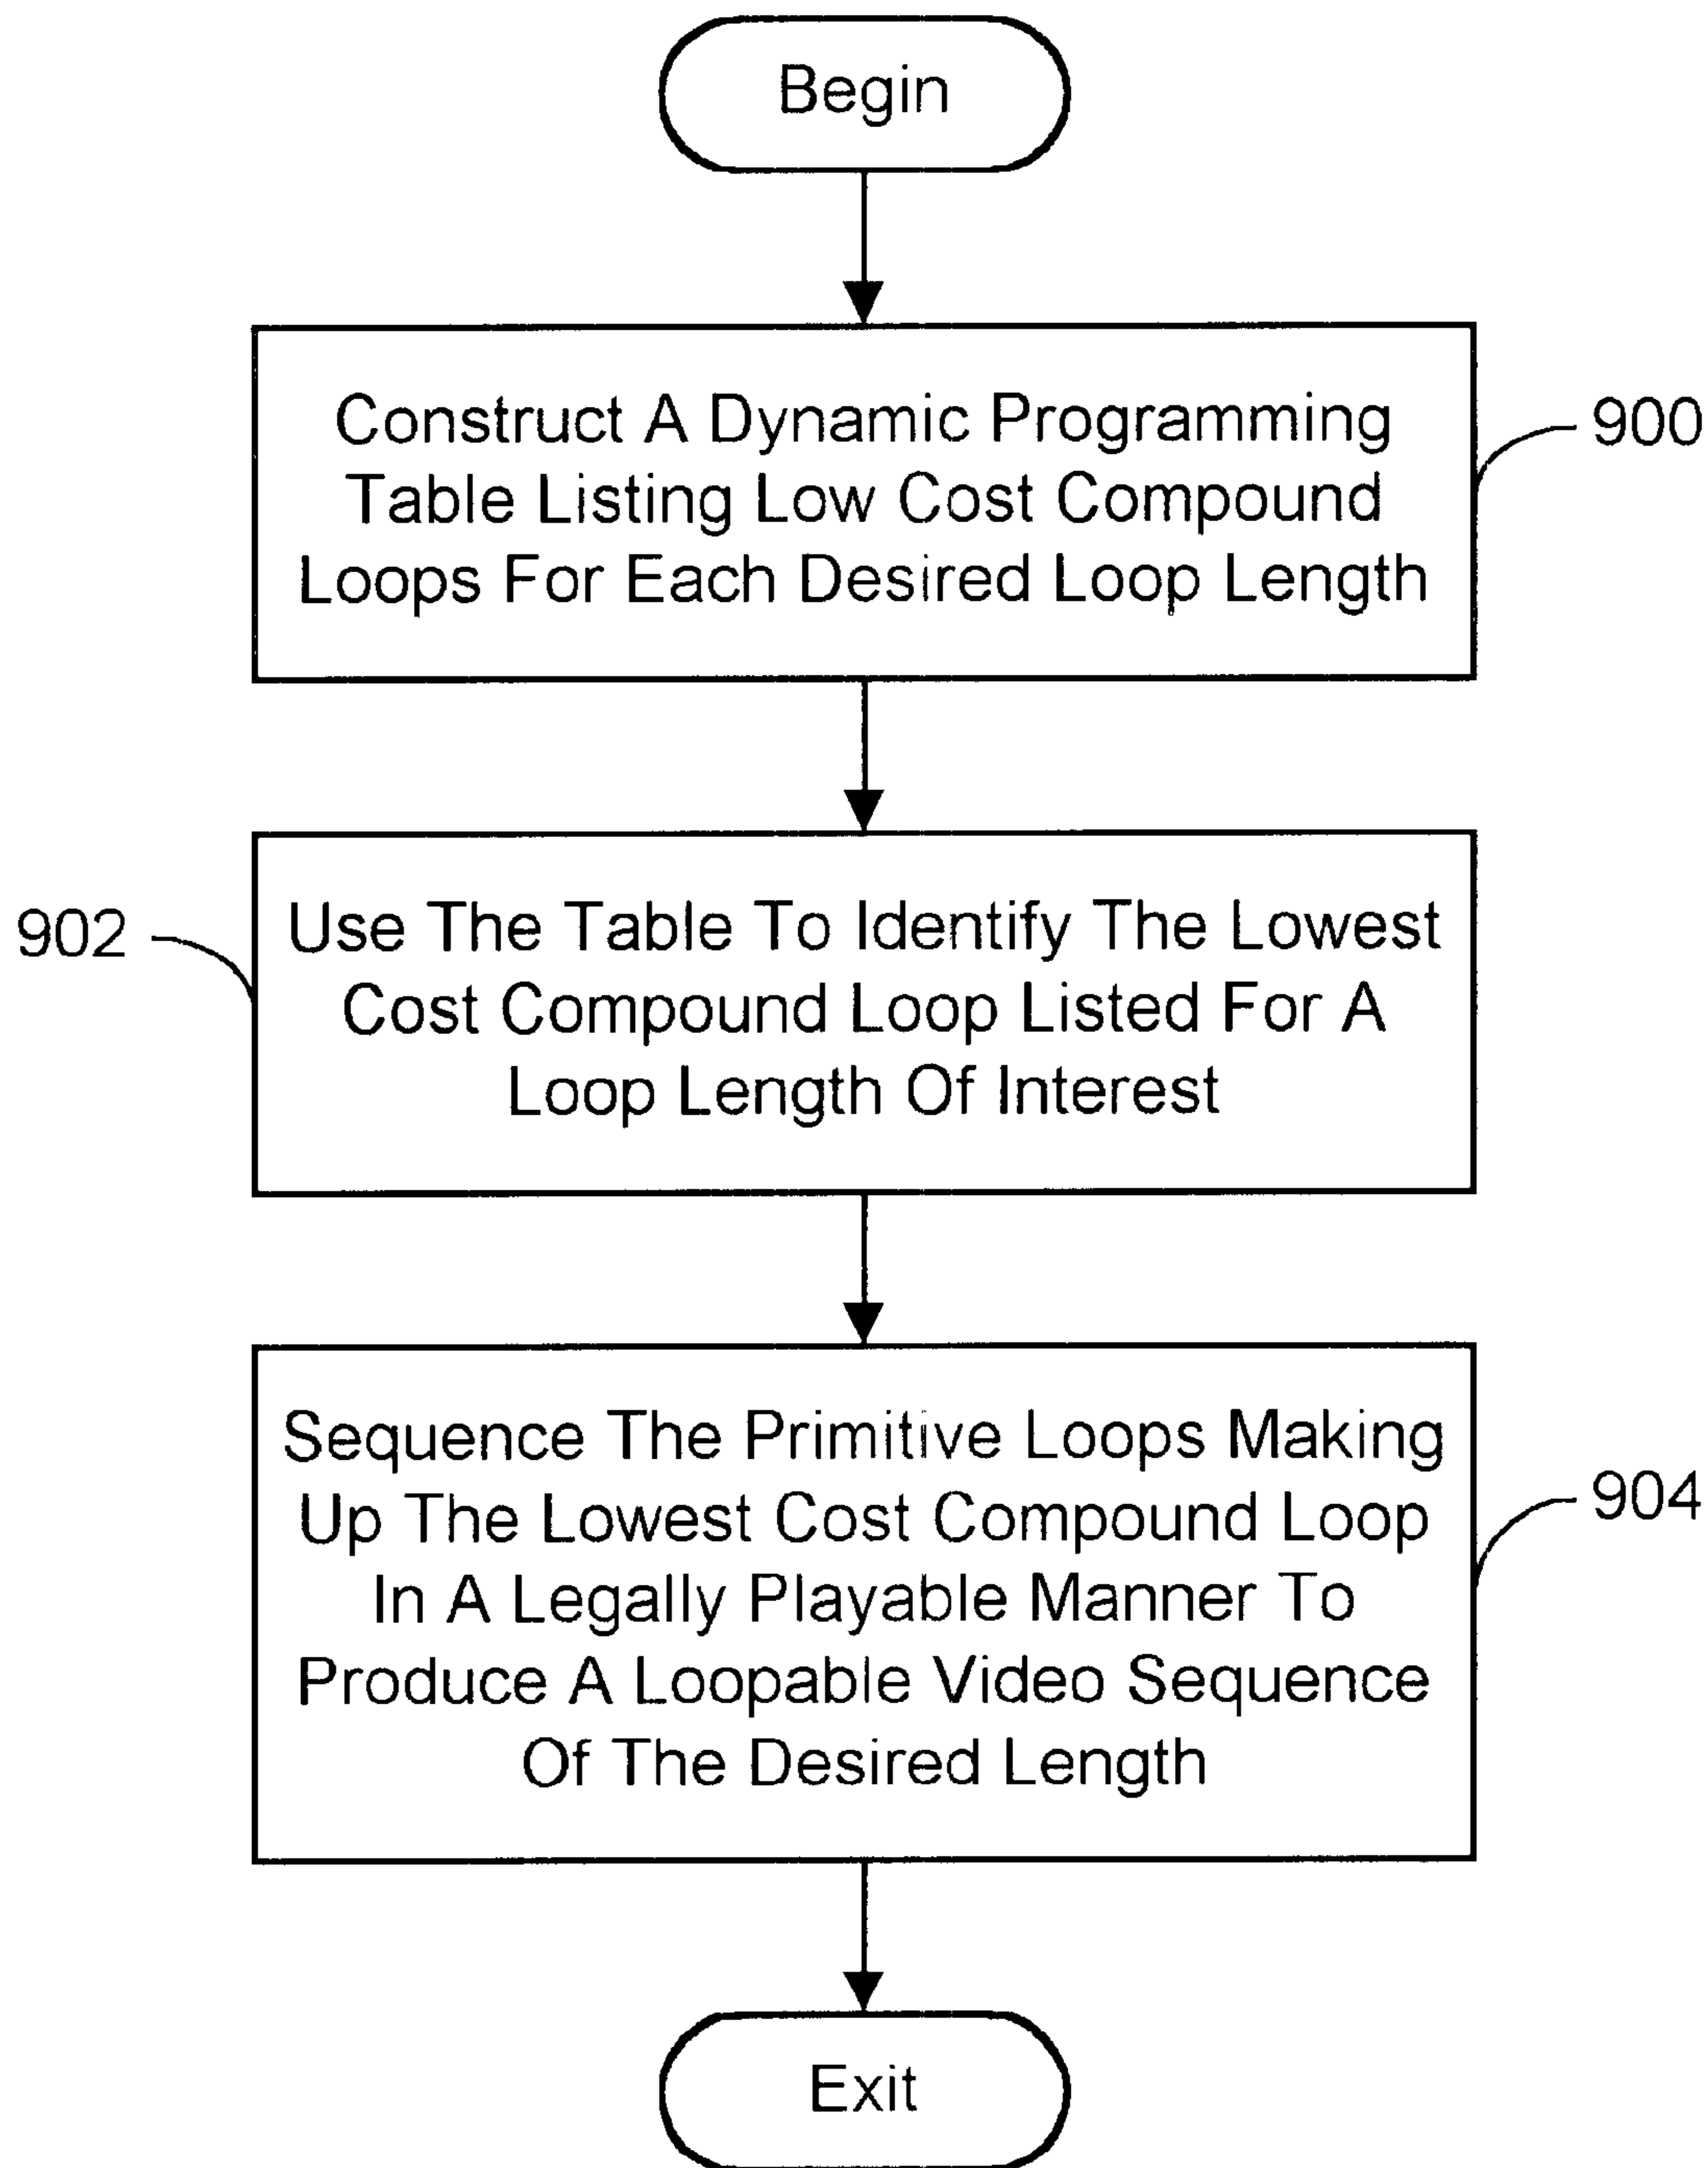 Begin
Construct A Dynamic Programming
Table Listing Low Cost Compound
Loops For Each Desired Loop Length
900
902
Use The Table To Identify The Lowest
Cost Compound Loop Listed For A
Loop Length Of Interest
Sequence The Primitive Loops Making
Up The Lowest Cost Compound Loop
In A Legally Playable Manner To
Produce A Loopable Video Sequence
Of The Desired Length
904
Exit